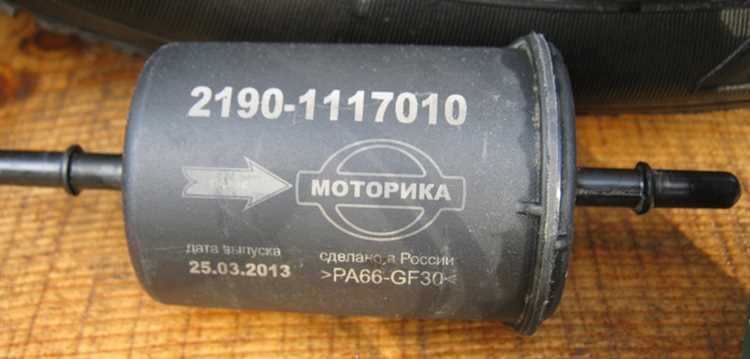 2190-1117010
МОТОРИКА
дата выпуска
25.03.2013
сделано в России
>PA66-GF30<